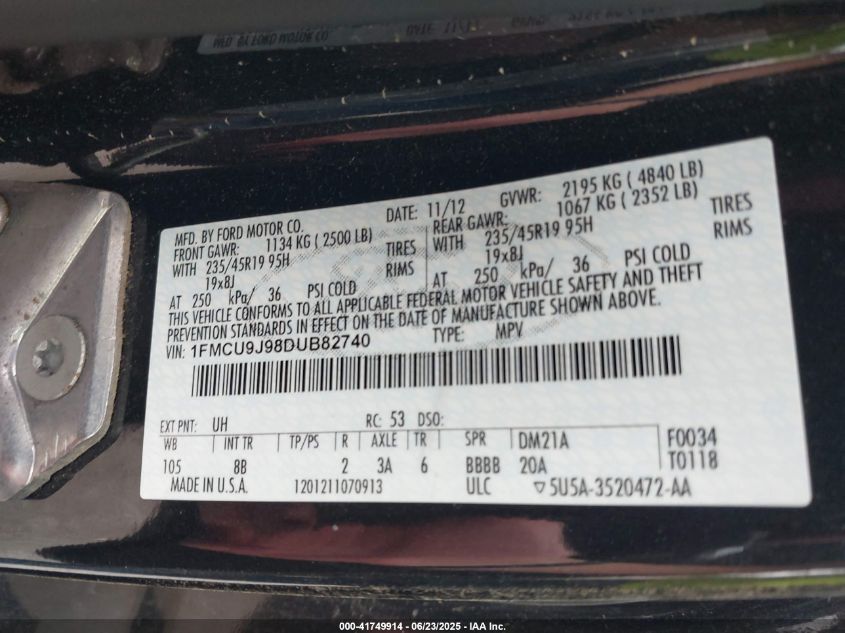 MFD. BY FORD MOTOR CO.
MFD. BY FORD MOTOR CO. DATE: 11/12 GVWR: 2195 KG ( 4840 LB)
FRONT GAWR: 1134 KG ( 2500 LB) REAR GAWR: 1067 KG ( 2352 LB)
WITH 235/45R19 95H TIRES WITH 235/45R19 95H TIRES
19x8J RIMS 19x8J RIMS
AT 250 kPa/ 36 PSI COLD AT 250 kPa/ 36 PSI COLD
THIS VEHICLE CONFORMS TO ALL APPLICABLE FEDERAL MOTOR VEHICLE SAFETY AND THEFT
PREVENTION STANDARDS IN EFFECT ON THE DATE OF MANUFACTURE SHOWN ABOVE.
VIN: 1FMCU9J98DUB82740 TYPE: MPV
EXT PNT: UH RC: 53 DSO:
WB INT TR TP/PS R AXLE TR SPR DM21A F0034
105 8B 2 3A 6 BBBB 20A T0118
MADE IN U.S.A. 1201211070913 ULC ▽5U5A-3520472-AA
000-41749914 - 06/23/2025 - IAA Inc.